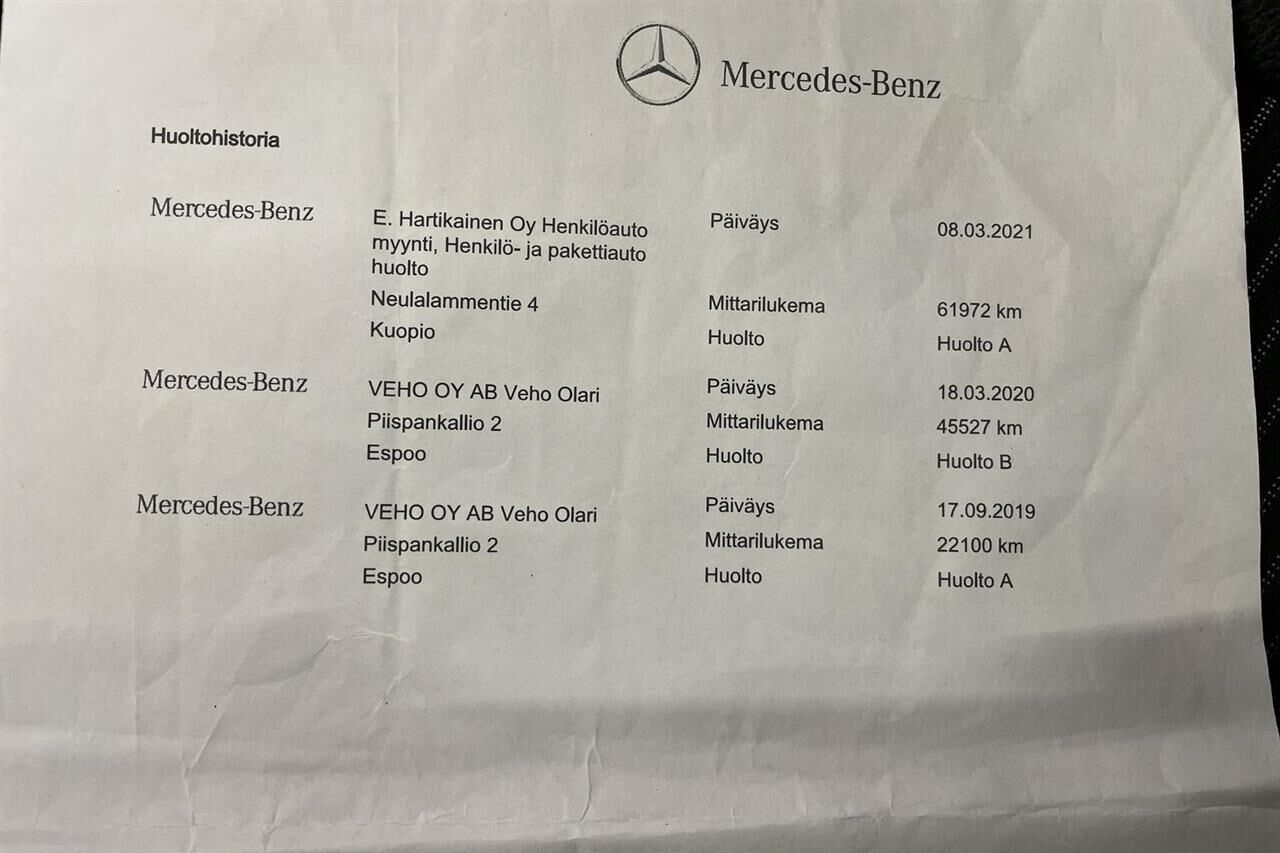 Mercedes-Benz
Huoltohistoria
Mercedes-Benz E. Hartikainen Oy Henkilöauto Päiväys 08.03.2021
myynti, Henkilö- ja pakettiauto
huolto
Neulalammentie 4 Mittarilukema 61972 km
Kuopio Huolto Huolto A
Mercedes-Benz VEHO OY AB Veho Olari Päiväys 18.03.2020
Piispankallio 2 Mittarilukema 45527 km
Espoo Huolto Huolto B
Mercedes-Benz VEHO OY AB Veho Olari Päiväys 17.09.2019
Piispankallio 2 Mittarilukema 22100 km
Espoo Huolto Huolto A